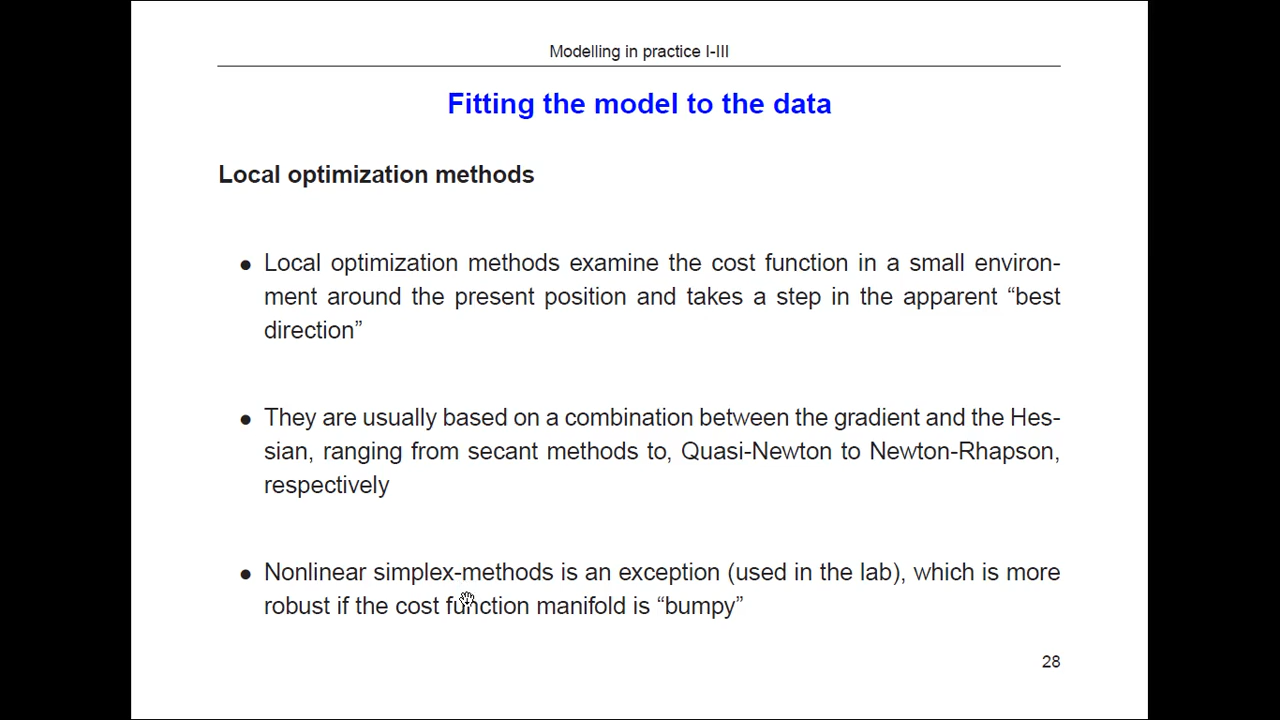 Modelling in practice I-III
Fitting the model to the data
Local optimization methods
● Local optimization methods examine the cost function in a small environ-
ment around the present position and takes a step in the apparent “best
direction”
● They are usually based on a combination between the gradient and the Hes-
sian, ranging from secant methods to, Quasi-Newton to Newton-Rhapson,
respectively
● Nonlinear simplex-methods is an exception (used in the lab), which is more
robust if the cost function manifold is “bumpy”
28